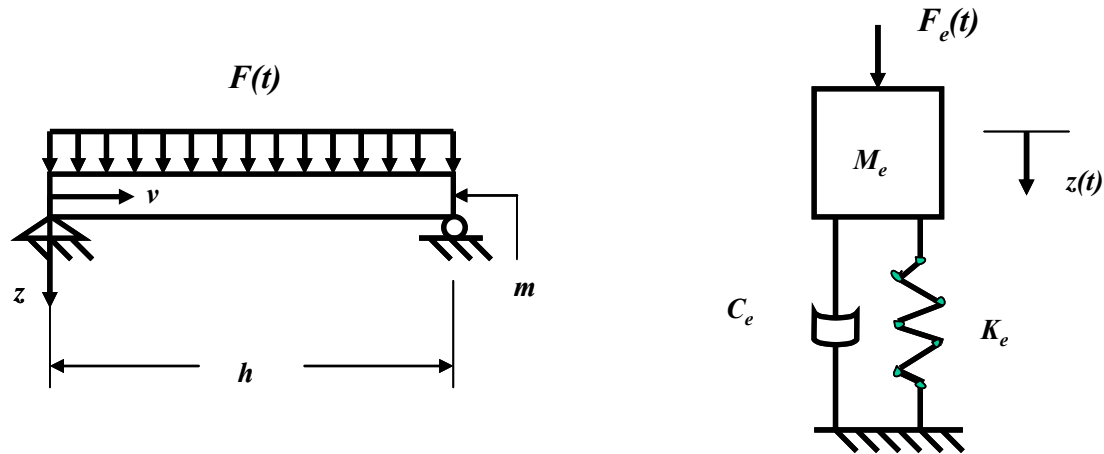 F(t)
v
z
m
h
F_e(t)
M_e
z(t)
C_e
K_e